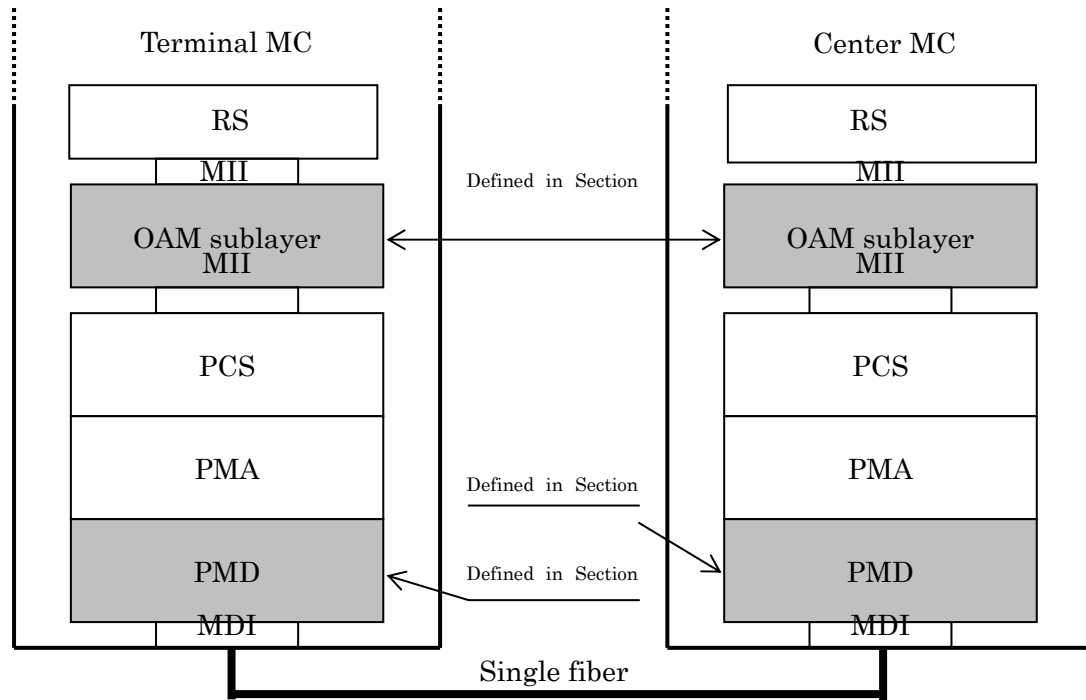 Terminal MC
Center MC
RS
RS
MII
MII
Defined in Section
OAM sublayer
OAM sublayer
MII
MII
PCS
PCS
PMA
PMA
Defined in Section
PMD
PMD
Defined in Section
MDI
MDI
Single fiber